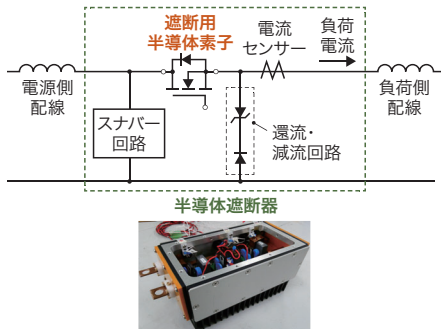 遮断用
半導体素子
電流
センサー
負荷
電流
電源側
配線
負荷側
配線
スナバー
回路
還流・
減流回路
半導体遮断器